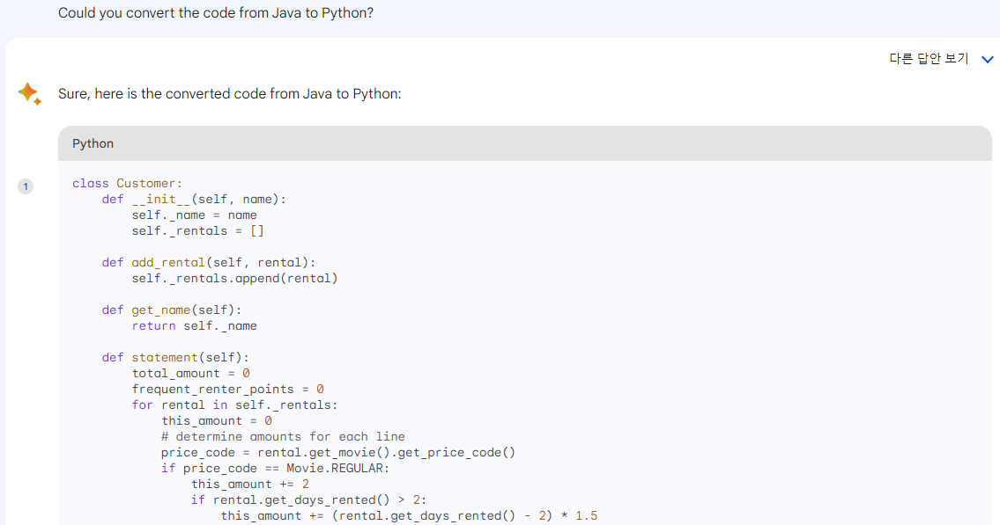 Could you convert the code from Java to Python?
다른 답안 보기
Sure, here is the converted code from Java to Python:
Python
1
class Customer:
    def __init__(self, name):
        self._name = name
        self._rentals = []

    def add_rental(self, rental):
        self._rentals.append(rental)

    def get_name(self):
        return self._name

    def statement(self):
        total_amount = 0
        frequent_renter_points = 0
        for rental in self._rentals:
            this_amount = 0
            # determine amounts for each line
            price_code = rental.get_movie().get_price_code()
            if price_code == Movie.REGULAR:
                this_amount += 2
                if rental.get_days_rented() > 2:
                    this_amount += (rental.get_days_rented() - 2) * 1.5